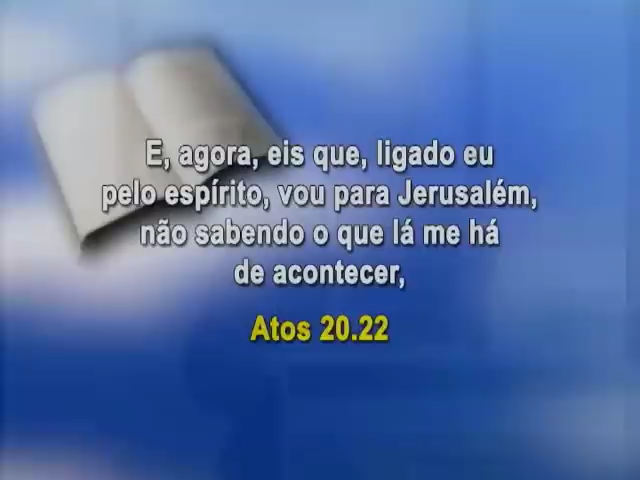 E, agora, eis que, ligado eu
pelo espírito, vou para Jerusalém,
não sabendo o que lá me há
de acontecer,
Atos 20.22